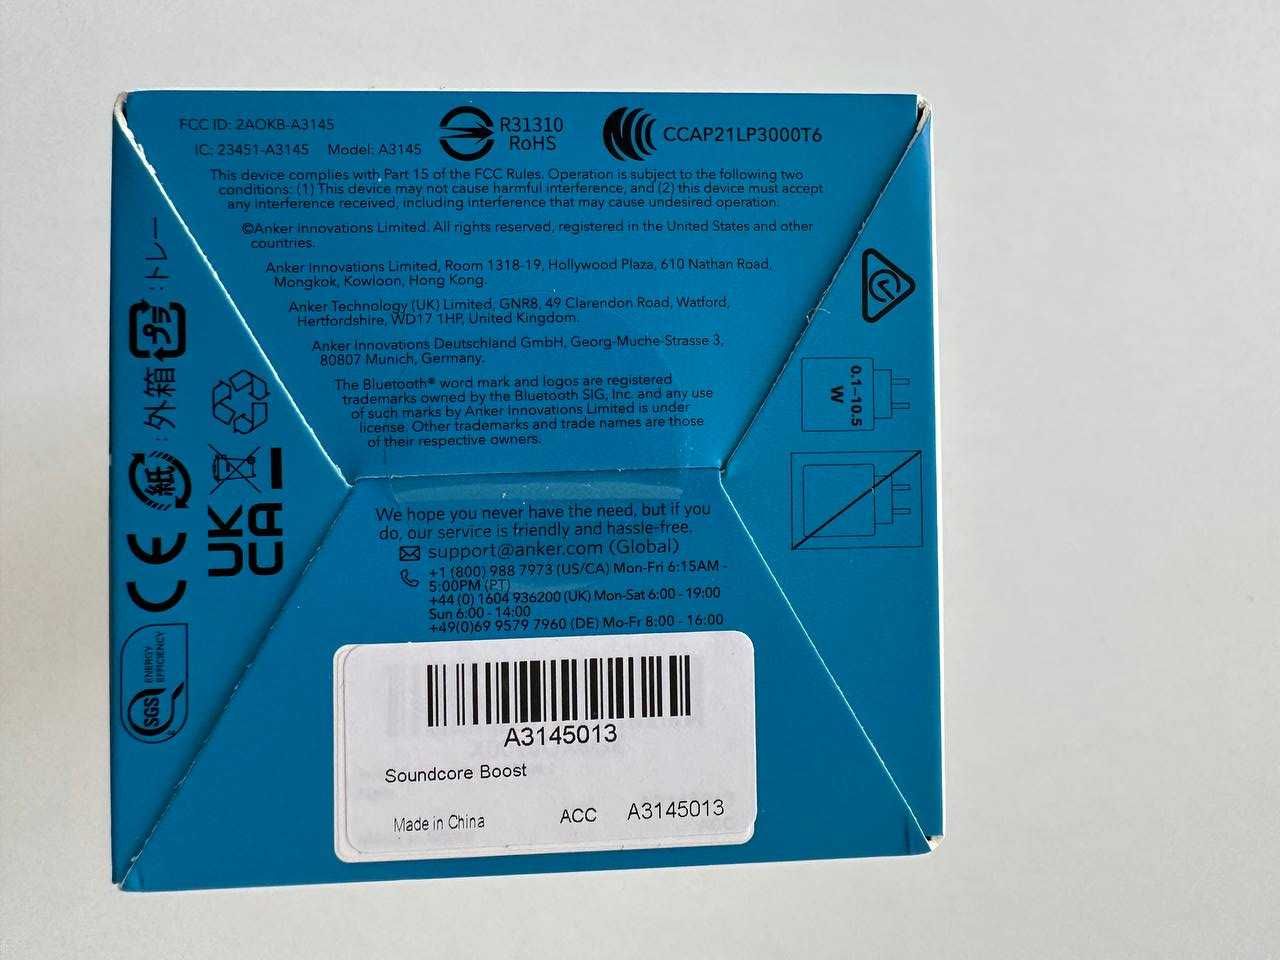 FCC ID: 2AOKB-A3145
IC: 23451-A3145 Model: A3145
R31310
RoHS
CCAP21LP3000T6
This device complies with Part 15 of the FCC Rules. Operation is subject to the following two
conditions: (1) This device may not cause harmful interference, and (2) this device must accept
any interference received, including interference that may cause undesired operation.
©Anker Innovations Limited. All rights reserved, registered in the United States and other
countries.
Anker Innovations Limited, Room 1318-19, Hollywood Plaza, 610 Nathan Road,
Mongkok, Kowloon, Hong Kong.
Anker Technology (UK) Limited, GNR8, 49 Clarendon Road, Watford,
Hertfordshire, WD17 1HP, United Kingdom.
Anker Innovations Deutschland GmbH, Georg-Muche-Strasse 3,
80807 Munich, Germany.
The Bluetooth® word mark and logos are registered
trademarks owned by the Bluetooth SIG, Inc. and any use
of such marks by Anker Innovations Limited is under
license. Other trademarks and trade names are those
of their respective owners.
We hope you never have the need, but if you
do, our service is friendly and hassle-free.
support@anker.com (Global)
+1 (800) 988 7973 (US/CA) Mon-Fri 6:15AM -
5:00PM (PT)
+44 (0) 1604 936200 (UK) Mon-Sat 6:00 - 19:00
Sun 6:00 - 14:00
+49(0)69 9579 7960 (DE) Mo-Fr 8:00 - 16:00
A3145013
Soundcore Boost
Made in China ACC A3145013
紙:外箱 プラ:トレー
CE
UK
CA
SGS ENERGY
EFFICIENCY
0.1-10.5
W